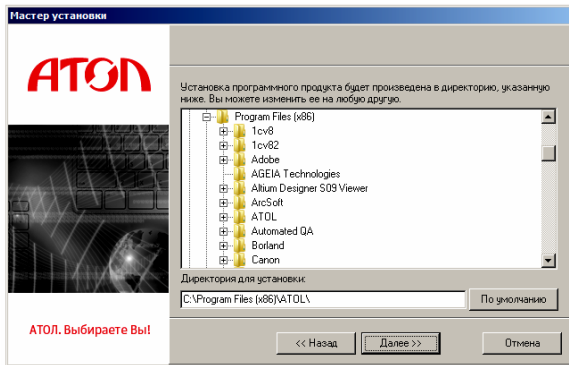 Мастер установки
АТОЛ
Установка программного продукта будет произведена в директорию, указанную
ниже. Вы можете изменить ее на любую другую.
Program Files (x86)
1cv8
1cv82
Adobe
AGEIA Technologies
Altium Designer S09 Viewer
ArcSoft
ATOL
Automated QA
Borland
Canon
Директория для установки:
C:\Program Files (x86)\ATOL\
По умолчанию
АТОЛ. Выбираете Вы!
<< Назад
Далее >>
Отмена